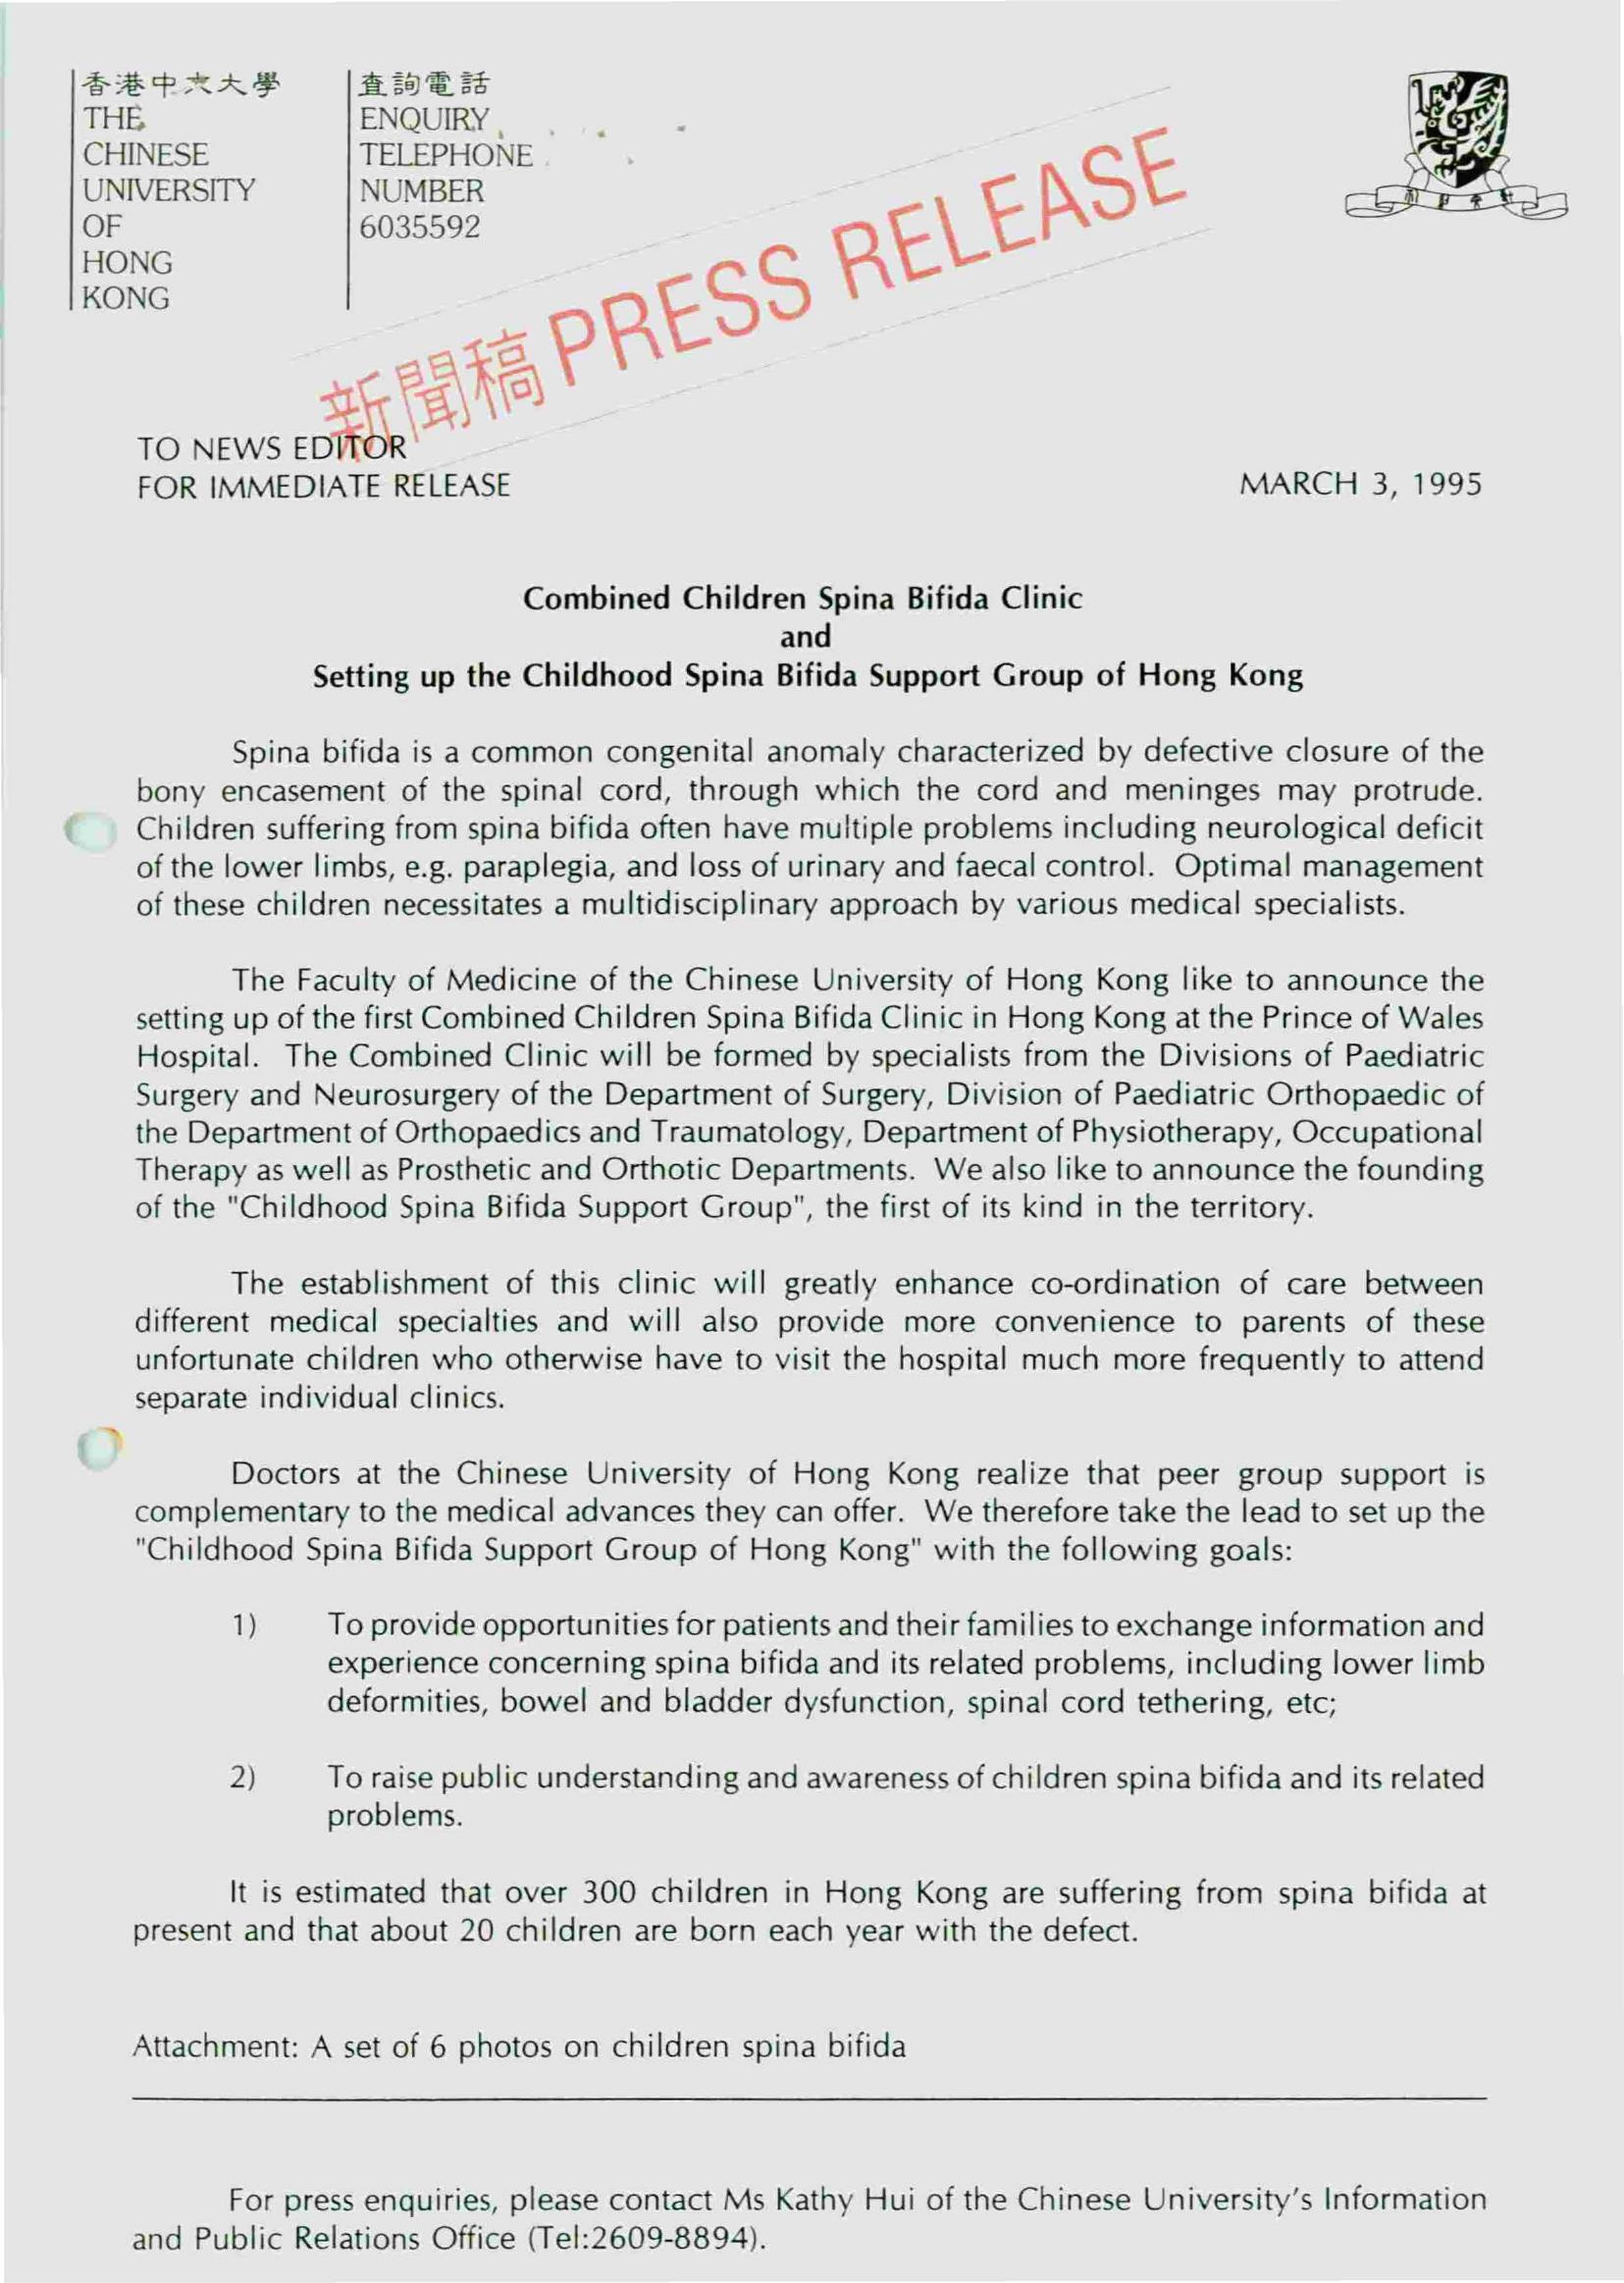 香港中文大學
THE
CHINESE
UNIVERSITY
OF
HONG
KONG
查詢電話
ENQUIRY
TELEPHONE
NUMBER
6035592
新聞稿 PRESS RELEASE
TO NEWS EDITOR
FOR IMMEDIATE RELEASE
MARCH 3, 1995
Combined Children Spina Bifida Clinic
and
Setting up the Childhood Spina Bifida Support Group of Hong Kong
Spina bifida is a common congenital anomaly characterized by defective closure of the
bony encasement of the spinal cord, through which the cord and meninges may protrude.
Children suffering from spina bifida often have multiple problems including neurological deficit
of the lower limbs, e.g. paraplegia, and loss of urinary and faecal control. Optimal management
of these children necessitates a multidisciplinary approach by various medical specialists.
The Faculty of Medicine of the Chinese University of Hong Kong like to announce the
setting up of the first Combined Children Spina Bifida Clinic in Hong Kong at the Prince of Wales
Hospital. The Combined Clinic will be formed by specialists from the Divisions of Paediatric
Surgery and Neurosurgery of the Department of Surgery, Division of Paediatric Orthopaedic of
the Department of Orthopaedics and Traumatology, Department of Physiotherapy, Occupational
Therapy as well as Prosthetic and Orthotic Departments. We also like to announce the founding
of the "Childhood Spina Bifida Support Group", the first of its kind in the territory.
The establishment of this clinic will greatly enhance co-ordination of care between
different medical specialties and will also provide more convenience to parents of these
unfortunate children who otherwise have to visit the hospital much more frequently to attend
separate individual clinics.
Doctors at the Chinese University of Hong Kong realize that peer group support is
complementary to the medical advances they can offer. We therefore take the lead to set up the
"Childhood Spina Bifida Support Group of Hong Kong" with the following goals:
1) To provide opportunities for patients and their families to exchange information and
experience concerning spina bifida and its related problems, including lower limb
deformities, bowel and bladder dysfunction, spinal cord tethering, etc;
2) To raise public understanding and awareness of children spina bifida and its related
problems.
It is estimated that over 300 children in Hong Kong are suffering from spina bifida at
present and that about 20 children are born each year with the defect.
Attachment: A set of 6 photos on children spina bifida
For press enquiries, please contact Ms Kathy Hui of the Chinese University's Information
and Public Relations Office (Tel:2609-8894).